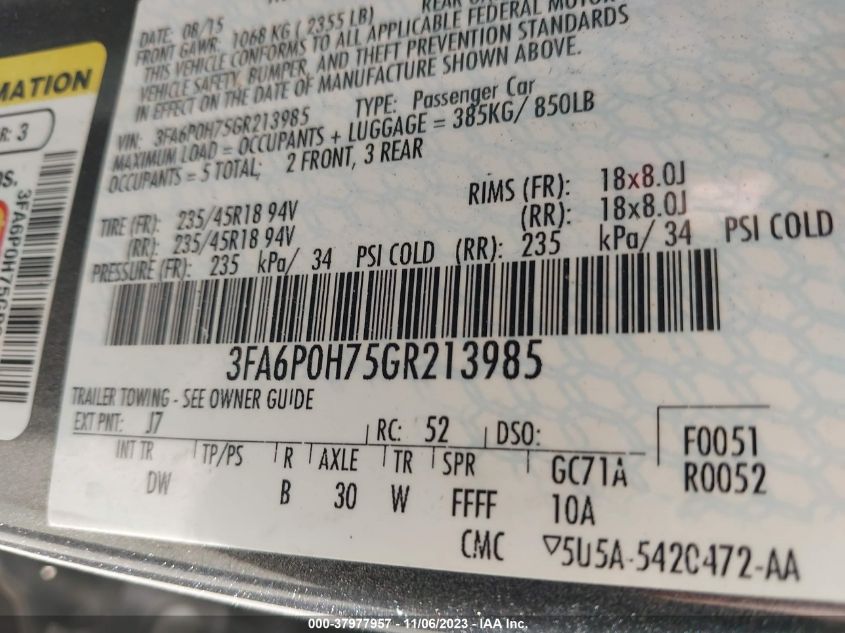 MATION
R: 3
OS.
DATE: 08/15
FRONT GAWR: 1068 KG ( 2355 LB)
THIS VEHICLE CONFORMS TO ALL APPLICABLE FEDERAL MOTOR
VEHICLE SAFETY, BUMPER, AND THEFT PREVENTION STANDARDS
IN EFFECT ON THE DATE OF MANUFACTURE SHOWN ABOVE.
VIN: 3FA6P0H75GR213985 TYPE: Passenger Car
MAXIMUM LOAD = OCCUPANTS + LUGGAGE = 385KG/ 850LB
OCCUPANTS = 5 TOTAL; 2 FRONT, 3 REAR
TIRE (FR): 235/45R18 94V RIMS (FR): 18x8.0J
(RR): 235/45R18 94V (RR): 18x8.0J
PRESSURE (FR): 235 kPa/ 34 PSI COLD (RR): 235 kPa/ 34 PSI COLD
3FA6P0H75GR213985
TRAILER TOWING - SEE OWNER GUIDE
EXT PNT: J7 RC: 52 DSO: F0051
INT TR TP/PS R AXLE TR SPR GC71A R0052
DW B 30 W FFFF 10A
CMC ▽5U5A-5420472-AA
000-37977957 - 11/06/2023 - IAA Inc.